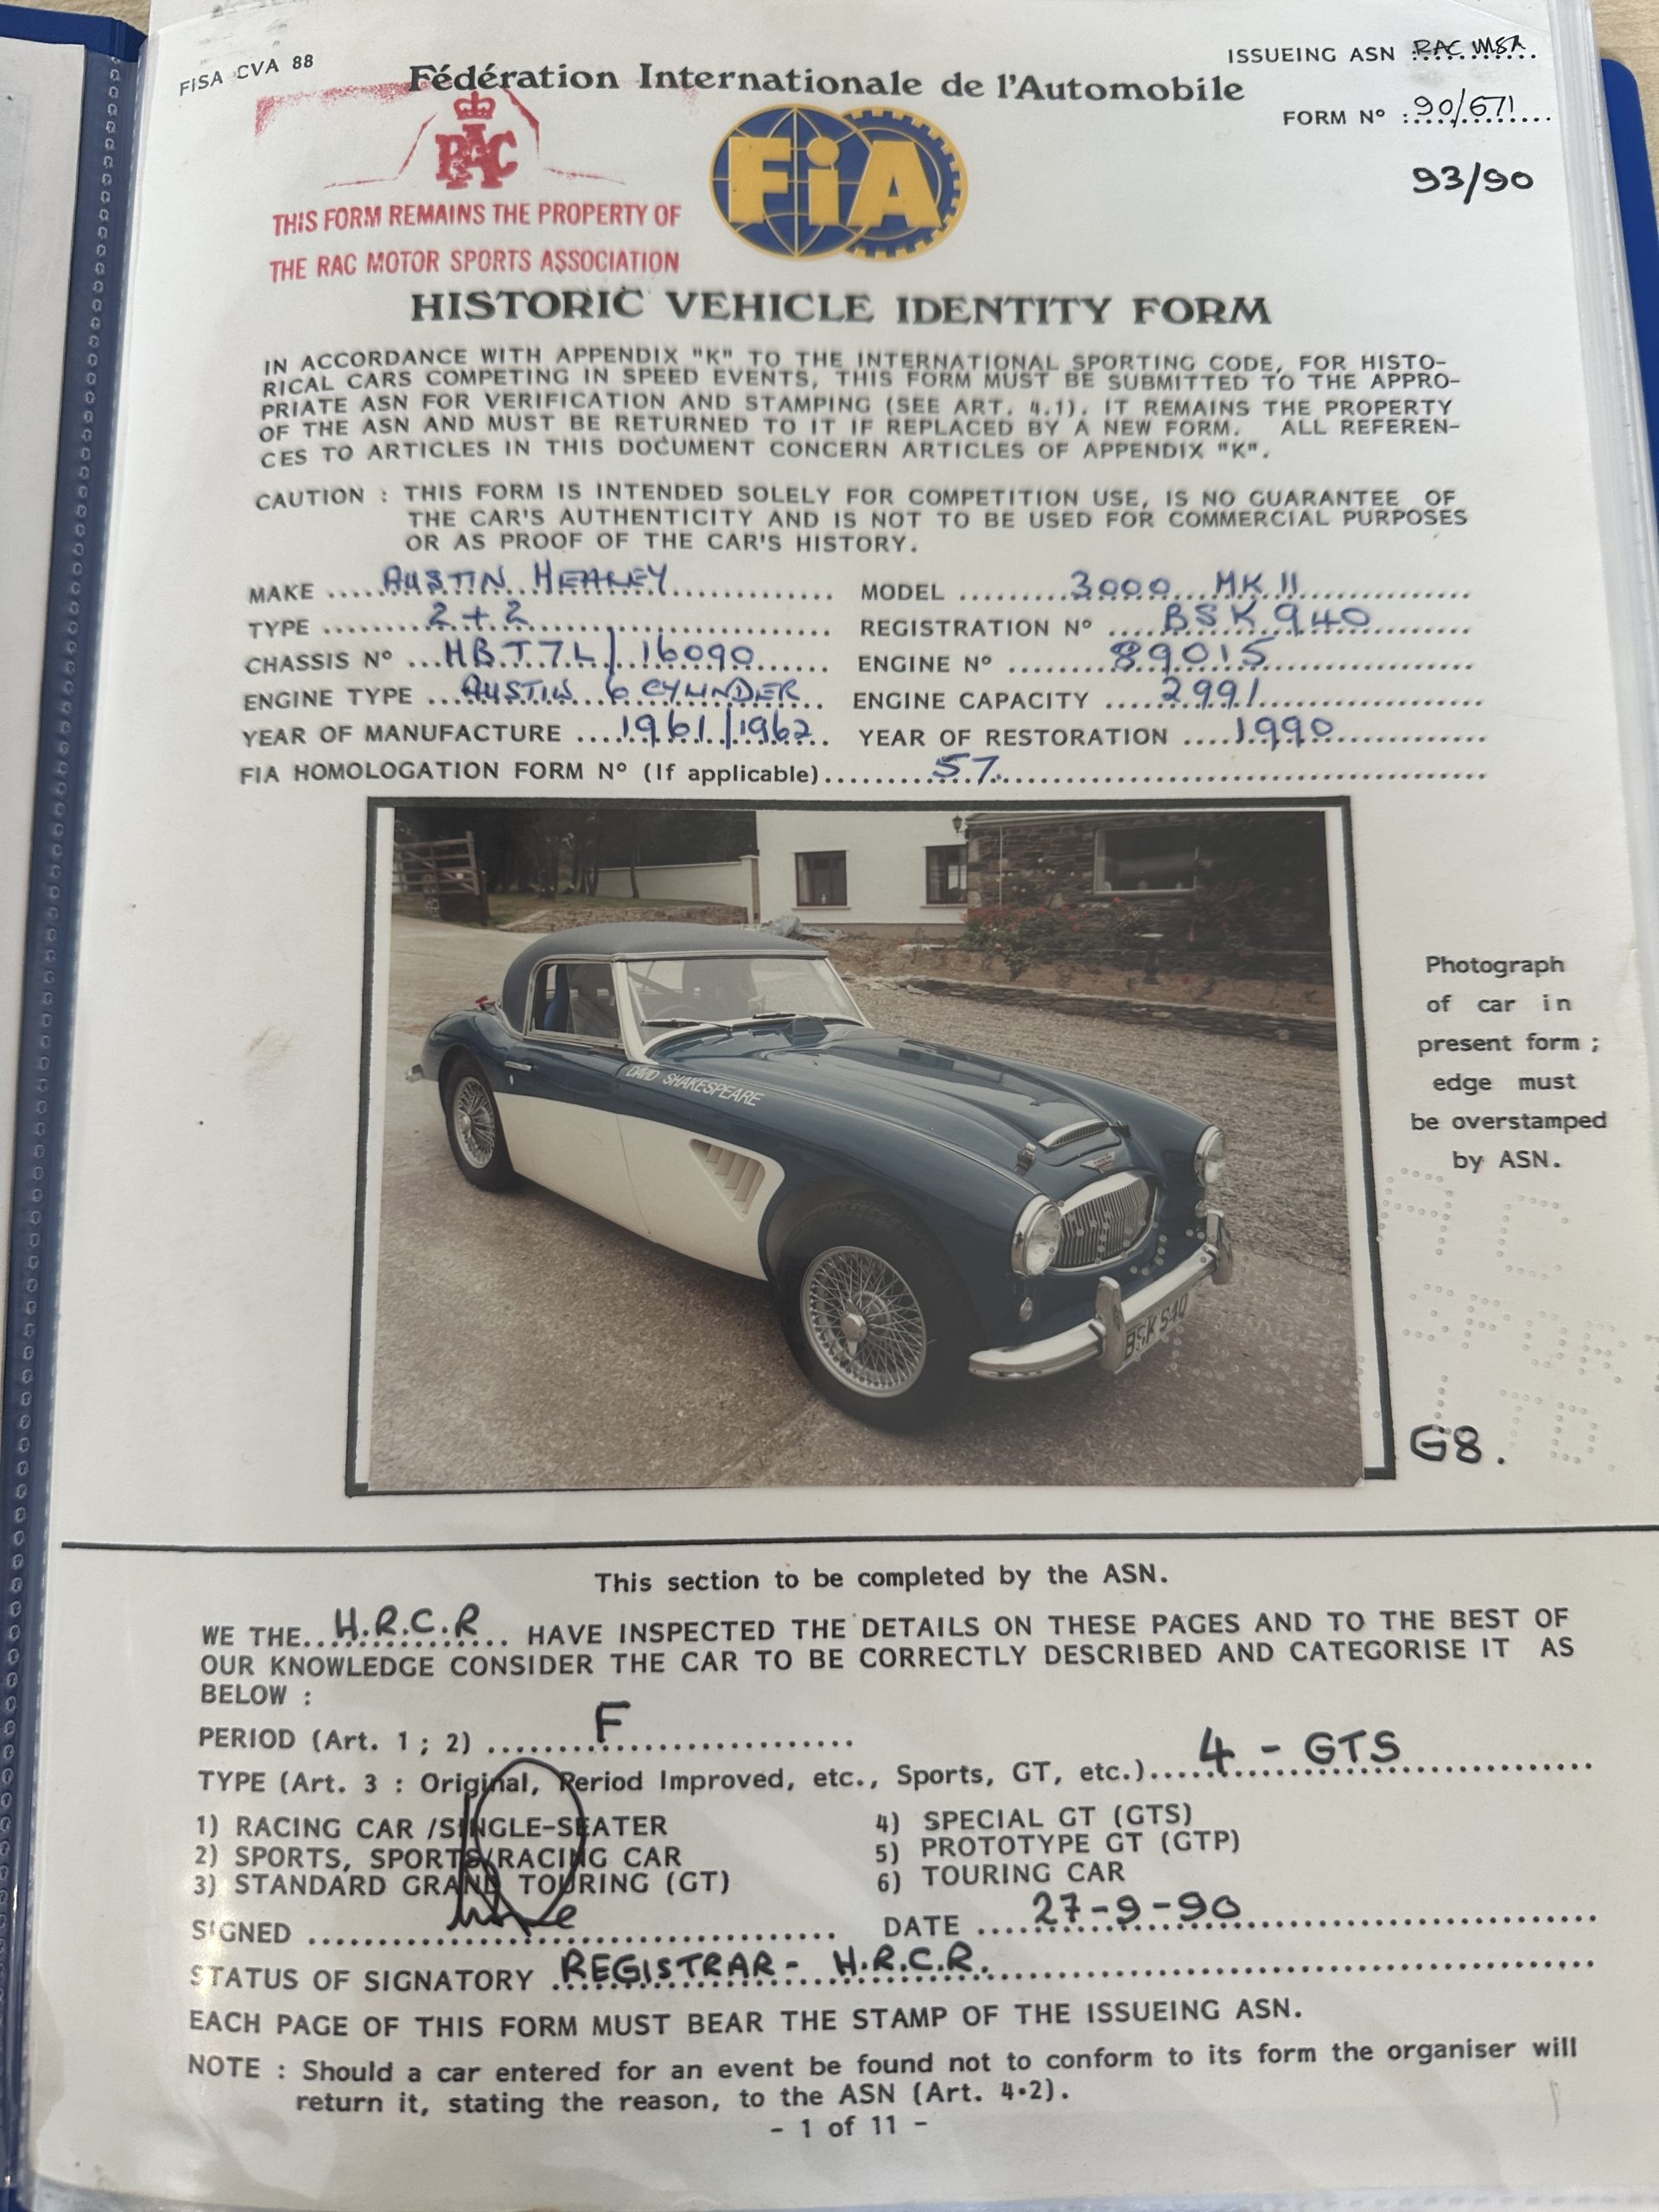 FISA CVA 88
Fédération Internationale de l'Automobile
ISSUEING ASN RAC MSA
FORM Nº : 90/671
93/90
RAC
THIS FORM REMAINS THE PROPERTY OF
THE RAC MOTOR SPORTS ASSOCIATION
FiA
HISTORIC VEHICLE IDENTITY FORM
IN ACCORDANCE WITH APPENDIX "K" TO THE INTERNATIONAL SPORTING CODE, FOR HISTO-
RICAL CARS COMPETING IN SPEED EVENTS, THIS FORM MUST BE SUBMITTED TO THE APPRO-
PRIATE ASN FOR VERIFICATION AND STAMPING (SEE ART. 4.1). IT REMAINS THE PROPERTY
OF THE ASN AND MUST BE RETURNED TO IT IF REPLACED BY A NEW FORM. ALL REFEREN-
CES TO ARTICLES IN THIS DOCUMENT CONCERN ARTICLES OF APPENDIX "K".
CAUTION : THIS FORM IS INTENDED SOLELY FOR COMPETITION USE, IS NO GUARANTEE OF
THE CAR'S AUTHENTICITY AND IS NOT TO BE USED FOR COMMERCIAL PURPOSES
OR AS PROOF OF THE CAR'S HISTORY.
MAKE AUSTIN HEALEY MODEL 3000 MK II
TYPE 2+2 REGISTRATION Nº BSK 940
CHASSIS Nº HBT7L/16090 ENGINE Nº 89015
ENGINE TYPE AUSTIN 6 CYLINDER ENGINE CAPACITY 2991
YEAR OF MANUFACTURE 1961/1962 YEAR OF RESTORATION 1990
FIA HOMOLOGATION FORM Nº (If applicable) 57
DAVID SHAKESPEARE
Photograph
of car in
present form ;
edge must
be overstamped
by ASN.
G8.
This section to be completed by the ASN.
WE THE H.R.C.R HAVE INSPECTED THE DETAILS ON THESE PAGES AND TO THE BEST OF
OUR KNOWLEDGE CONSIDER THE CAR TO BE CORRECTLY DESCRIBED AND CATEGORISE IT AS
BELOW :
PERIOD (Art. 1 ; 2) F
TYPE (Art. 3 : Original, Period Improved, etc., Sports, GT, etc.) 4 - GTS
1) RACING CAR /SINGLE-SEATER 4) SPECIAL GT (GTS)
2) SPORTS, SPORTS/RACING CAR 5) PROTOTYPE GT (GTP)
3) STANDARD GRAND TOURING (GT) 6) TOURING CAR
SIGNED DATE 27-9-90
STATUS OF SIGNATORY REGISTRAR - H.R.C.R.
EACH PAGE OF THIS FORM MUST BEAR THE STAMP OF THE ISSUEING ASN.
NOTE : Should a car entered for an event be found not to conform to its form the organiser will
return it, stating the reason, to the ASN (Art. 4·2).
- 1 of 11 -